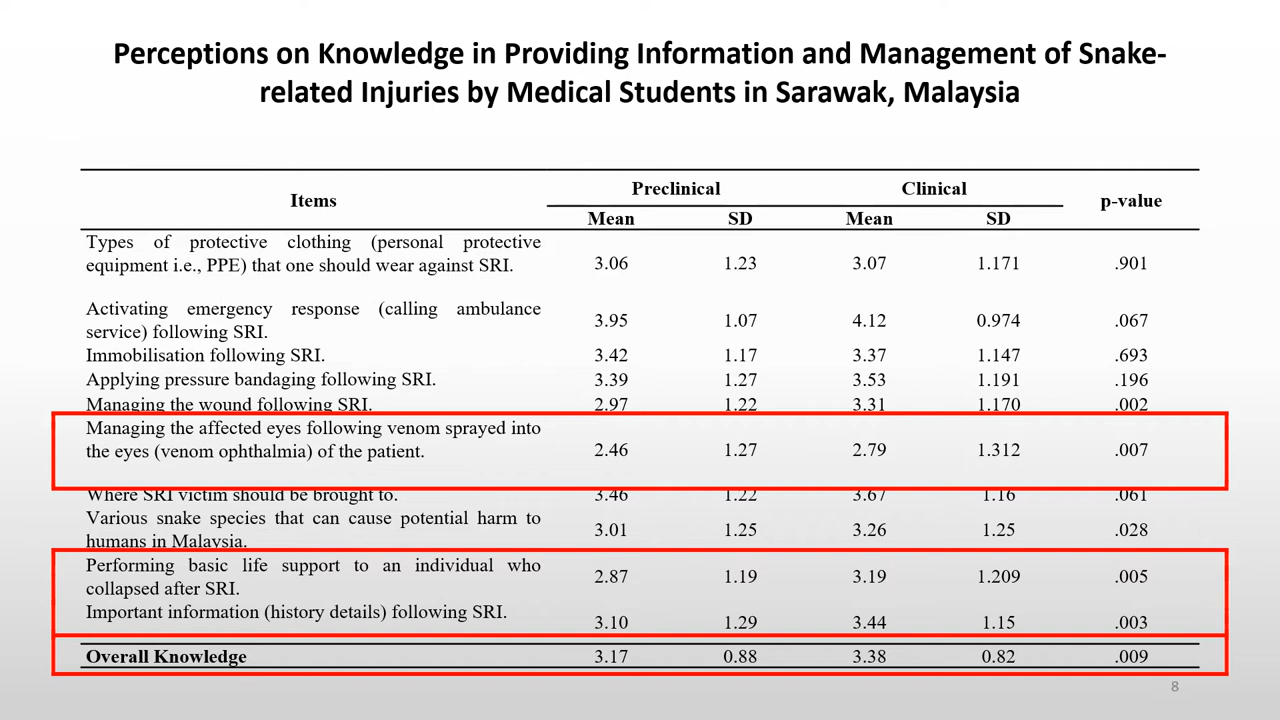 Perceptions on Knowledge in Providing Information and Management of Snake-
related Injuries by Medical Students in Sarawak, Malaysia
Items Preclinical Clinical p-value
Mean SD Mean SD
Types of protective clothing (personal protective
equipment i.e., PPE) that one should wear against SRI. 3.06 1.23 3.07 1.171 .901
Activating emergency response (calling ambulance
service) following SRI. 3.95 1.07 4.12 0.974 .067
Immobilisation following SRI. 3.42 1.17 3.37 1.147 .693
Applying pressure bandaging following SRI. 3.39 1.27 3.53 1.191 .196
Managing the wound following SRI. 2.97 1.22 3.31 1.170 .002
Managing the affected eyes following venom sprayed into
the eyes (venom ophthalmia) of the patient. 2.46 1.27 2.79 1.312 .007
Where SRI victim should be brought to. 3.46 1.22 3.67 1.16 .061
Various snake species that can cause potential harm to
humans in Malaysia. 3.01 1.25 3.26 1.25 .028
Performing basic life support to an individual who
collapsed after SRI. 2.87 1.19 3.19 1.209 .005
Important information (history details) following SRI. 3.10 1.29 3.44 1.15 .003
Overall Knowledge 3.17 0.88 3.38 0.82 .009
8